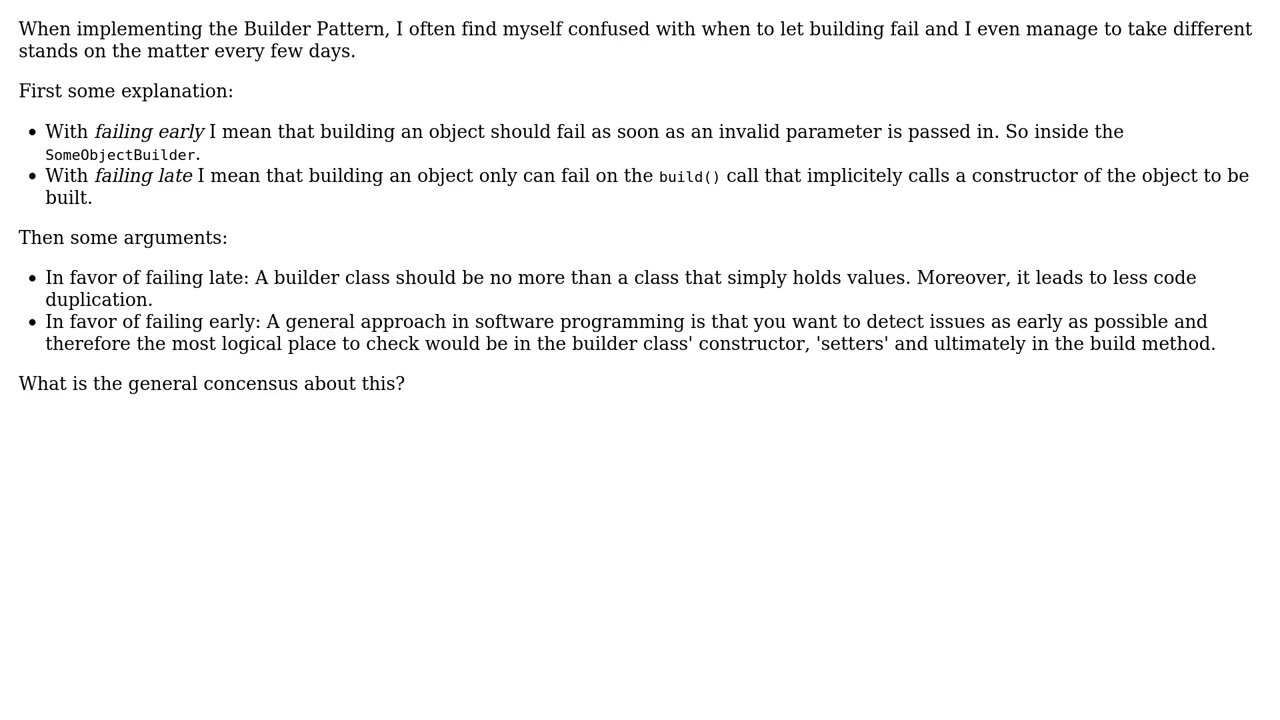 When implementing the Builder Pattern, I often find myself confused with when to let building fail and I even manage to take different
stands on the matter every few days.
First some explanation:
• With failing early I mean that building an object should fail as soon as an invalid parameter is passed in. So inside the
SomeObjectBuilder.
• With failing late I mean that building an object only can fail on the build() call that implicitely calls a constructor of the object to be
built.
Then some arguments:
• In favor of failing late: A builder class should be no more than a class that simply holds values. Moreover, it leads to less code
duplication.
• In favor of failing early: A general approach in software programming is that you want to detect issues as early as possible and
therefore the most logical place to check would be in the builder class' constructor, 'setters' and ultimately in the build method.
What is the general concensus about this?